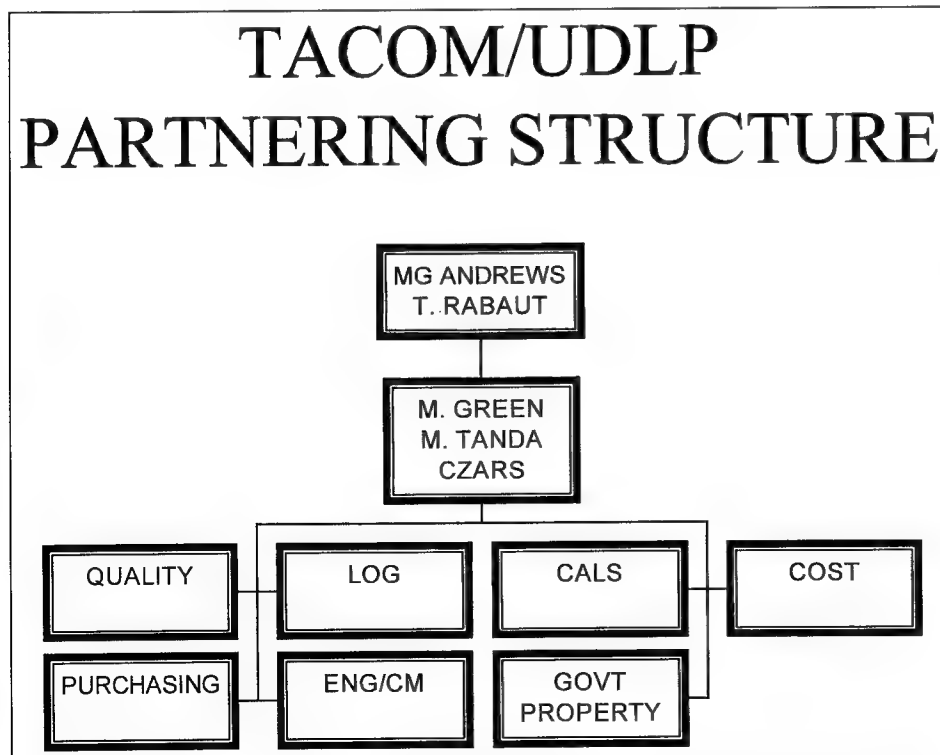 TACOM/UDLP
PARTNERING STRUCTURE
MG ANDREWS
T. RABAUT
M. GREEN
M. TANDA
CZARS
QUALITY
LOG
CALS
COST
PURCHASING
ENG/CM
GOVT
PROPERTY